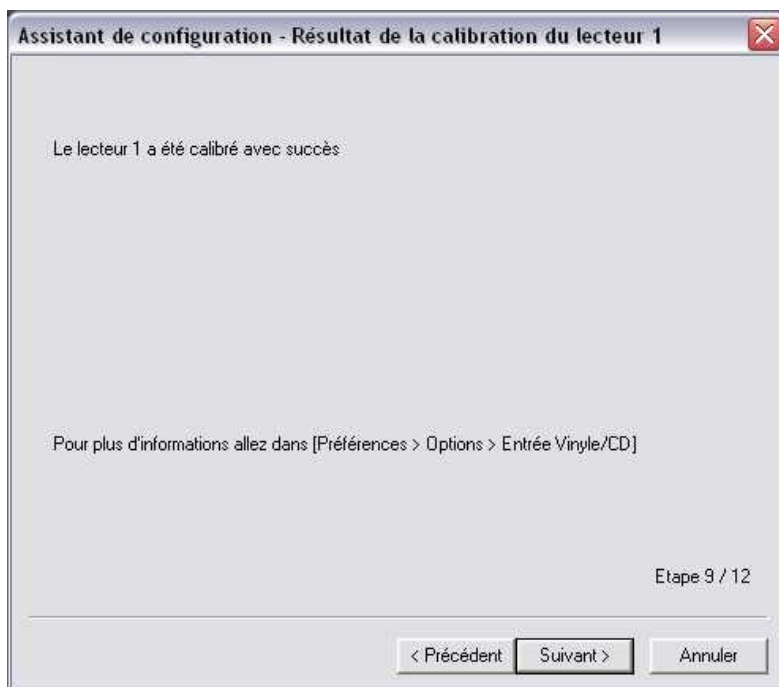 Assistant de configuration - Résultat de la calibration du lecteur 1
Le lecteur 1 a été calibré avec succès
Pour plus d'informations allez dans [Préférences > Options > Entrée Vinyle/CD]
Etape 9 / 12
< Précédent Suivant > Annuler